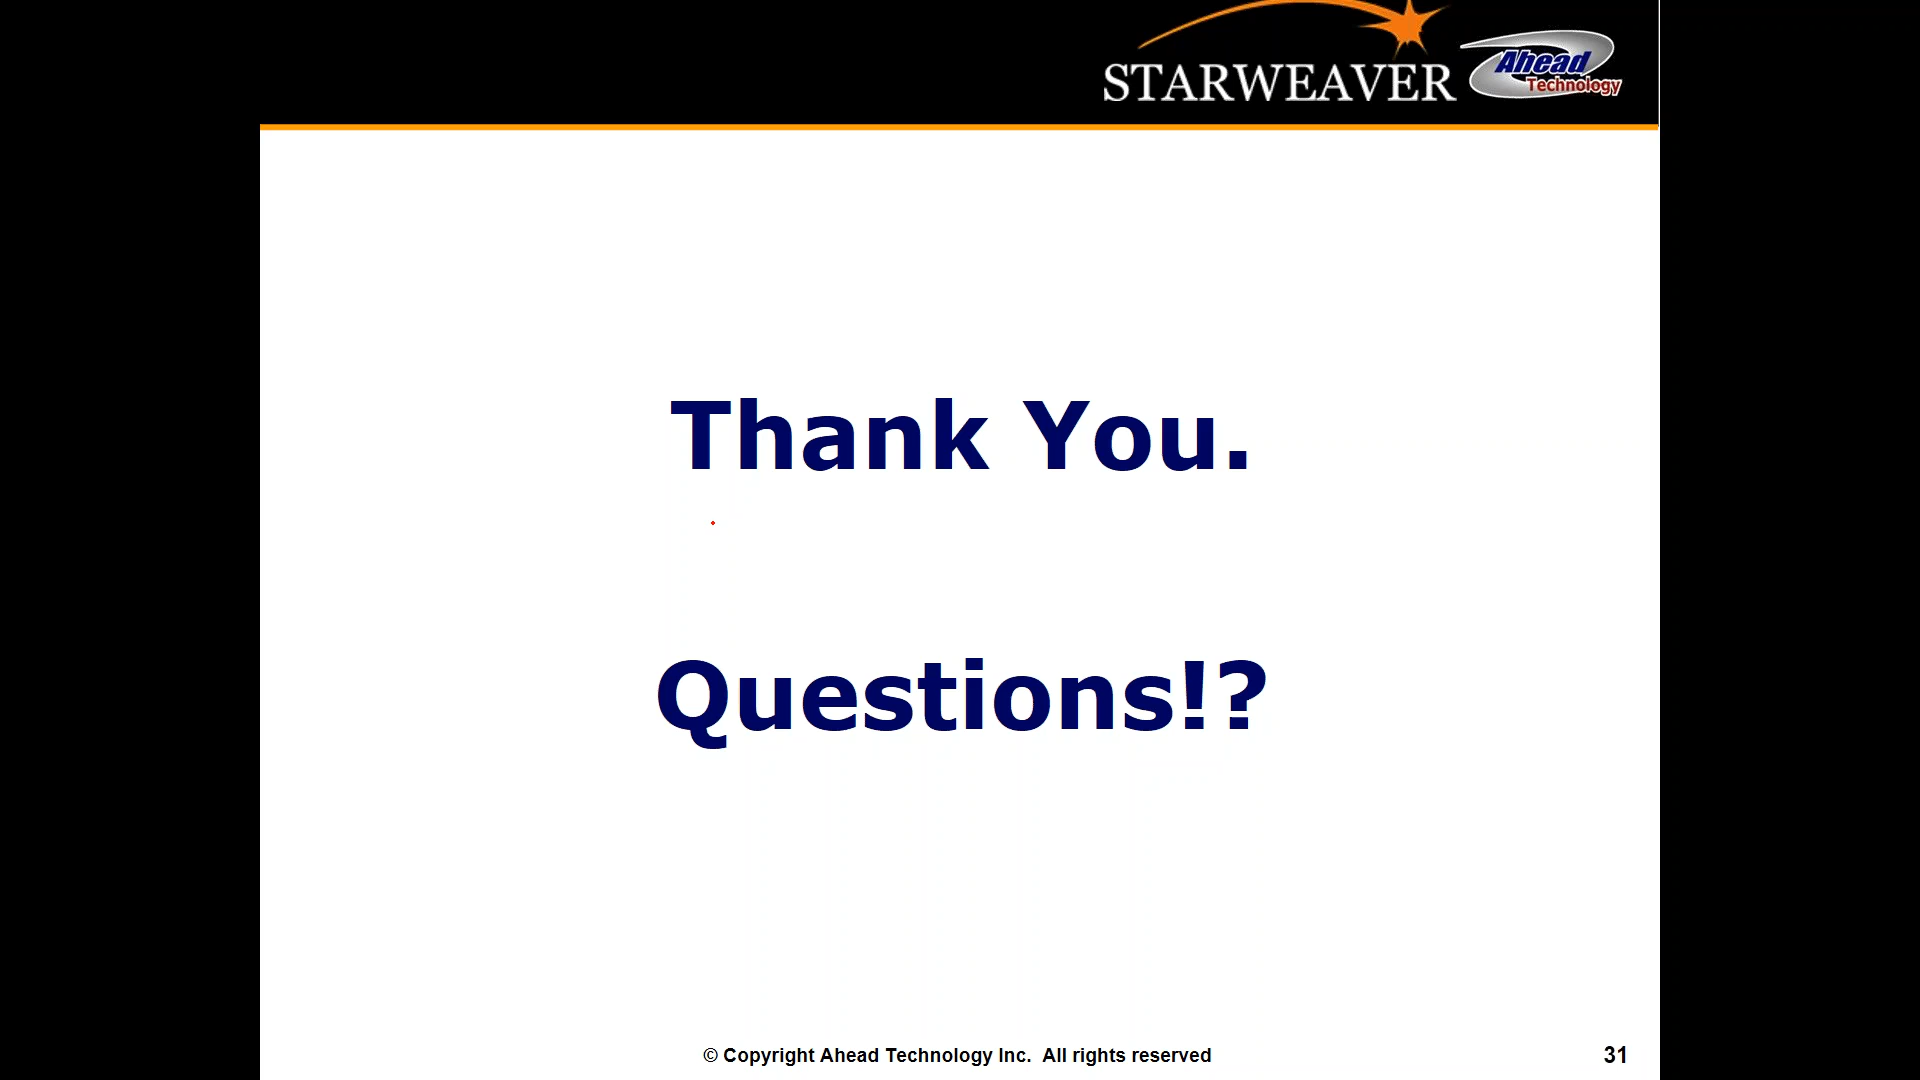 STARWEAVER
Ahead
Technology
Thank You.
Questions!?
© Copyright Ahead Technology Inc. All rights reserved
31